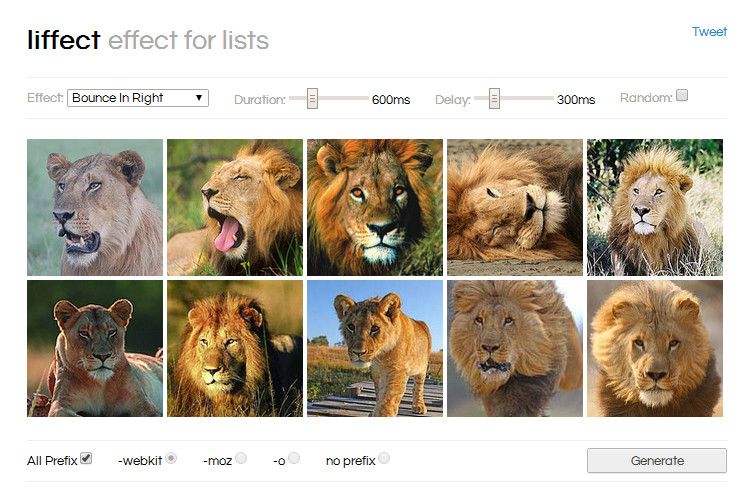 liffect effect for lists
Tweet
Effect: Bounce In Right Duration: 600ms Delay: 300ms Random:
All Prefix -webkit -moz -o no prefix Generate